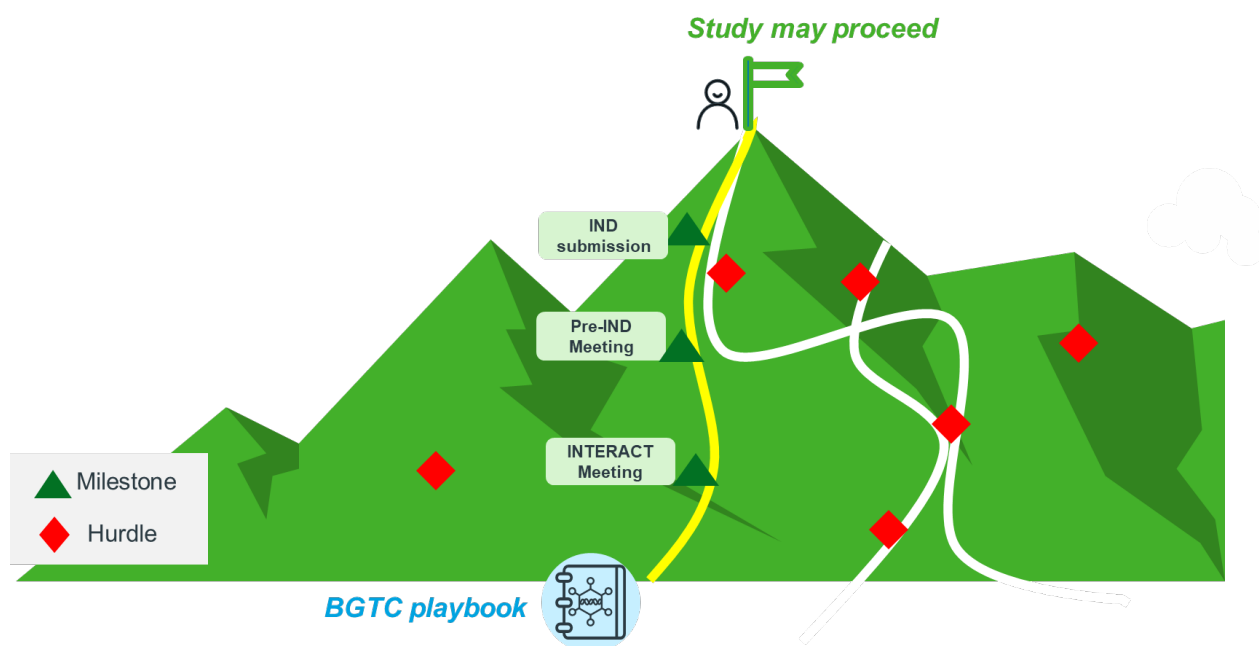 Study may proceed
IND
submission
Pre-IND
Meeting
INTERACT
Meeting
Milestone
Hurdle
BGTC playbook